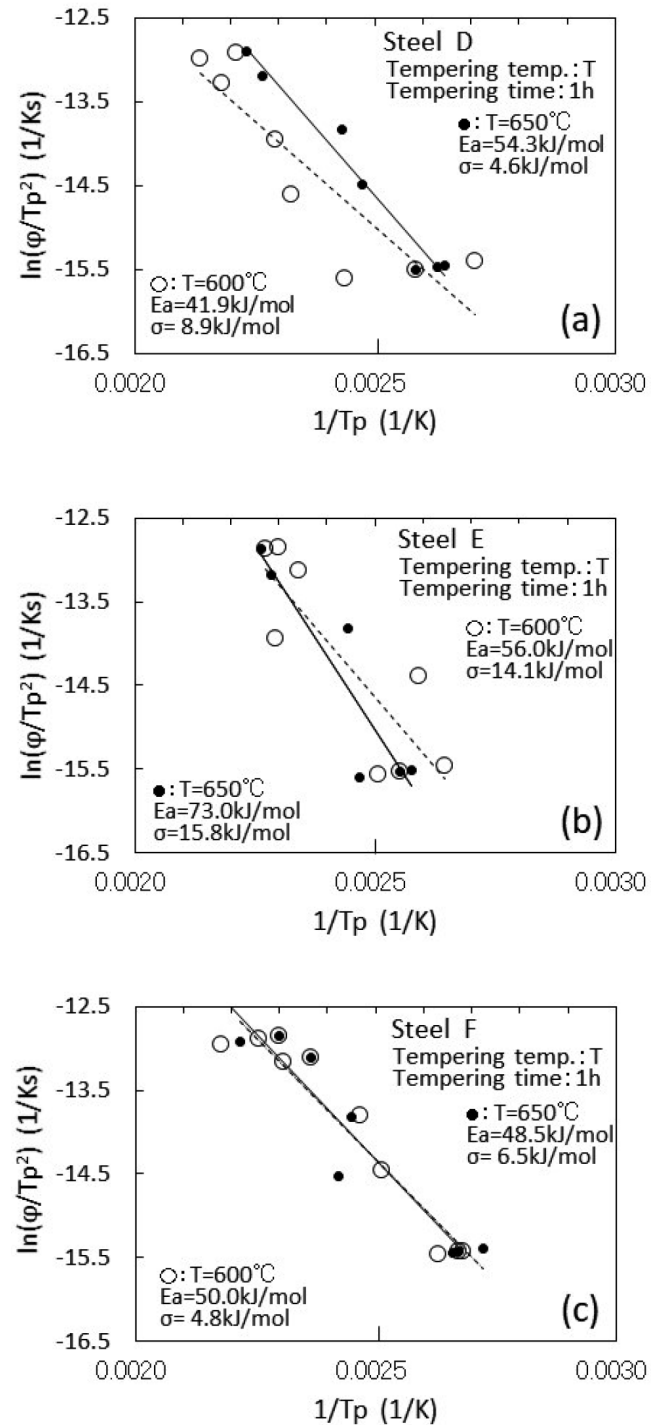 -12.5
-13.5
-14.5
-15.5
-16.5
ln(φ/Tp²) (1/Ks)
Steel D
Tempering temp.:T
Tempering time:1h
●:T=650℃
Ea=54.3kJ/mol
σ= 4.6kJ/mol
○:T=600℃
Ea=41.9kJ/mol
σ= 8.9kJ/mol
(a)
0.0020
0.0025
0.0030
1/Tp (1/K)
-12.5
-13.5
-14.5
-15.5
-16.5
ln(φ/Tp²) (1/Ks)
Steel E
Tempering temp.:T
Tempering time:1h
○:T=600℃
Ea=56.0kJ/mol
σ=14.1kJ/mol
●:T=650℃
Ea=73.0kJ/mol
σ=15.8kJ/mol
(b)
0.0020
0.0025
0.0030
1/Tp (1/K)
-12.5
-13.5
-14.5
-15.5
-16.5
ln(φ/Tp²) (1/Ks)
Steel F
Tempering temp.:T
Tempering time:1h
●:T=650℃
Ea=48.5kJ/mol
σ= 6.5kJ/mol
○:T=600℃
Ea=50.0kJ/mol
σ= 4.8kJ/mol
(c)
0.0020
0.0025
0.0030
1/Tp (1/K)